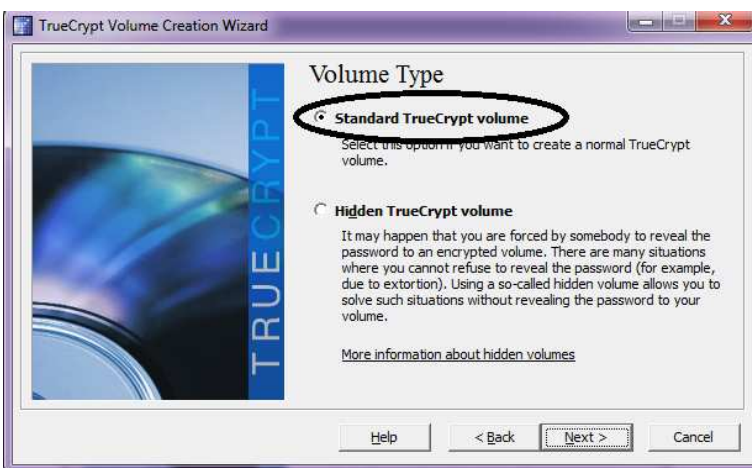 TrueCrypt Volume Creation Wizard
TRUECRYPT
Volume Type
Standard TrueCrypt volume
Select this option if you want to create a normal TrueCrypt
volume.
Hidden TrueCrypt volume
It may happen that you are forced by somebody to reveal the
password to an encrypted volume. There are many situations
where you cannot refuse to reveal the password (for example,
due to extortion). Using a so-called hidden volume allows you to
solve such situations without revealing the password to your
volume.
More information about hidden volumes
Help
< Back
Next >
Cancel